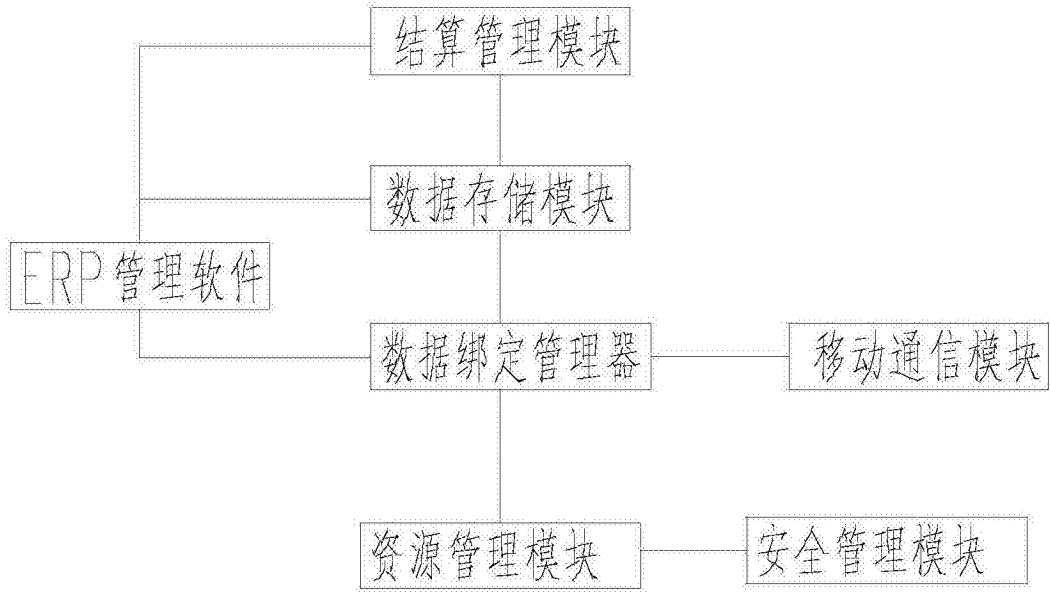 结算管理模块
数据存储模块
ERP管理软件
数据绑定管理器
移动通信模块
资源管理模块
安全管理模块